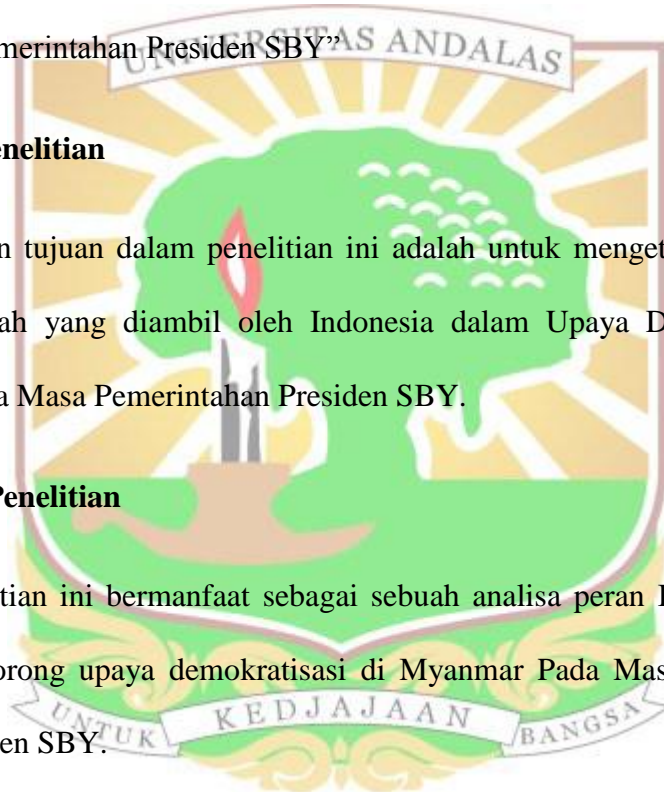 merintahan Presiden SBY”
UNIVERSITAS ANDALAS
enelitian
n tujuan dalam penelitian ini adalah untuk menget
ah yang diambil oleh Indonesia dalam Upaya D
a Masa Pemerintahan Presiden SBY.
Penelitian
tian ini bermanfaat sebagai sebuah analisa peran I
orong upaya demokratisasi di Myanmar Pada Mas
en SBY.
UNTUK KEDJAJAAN BANGSA